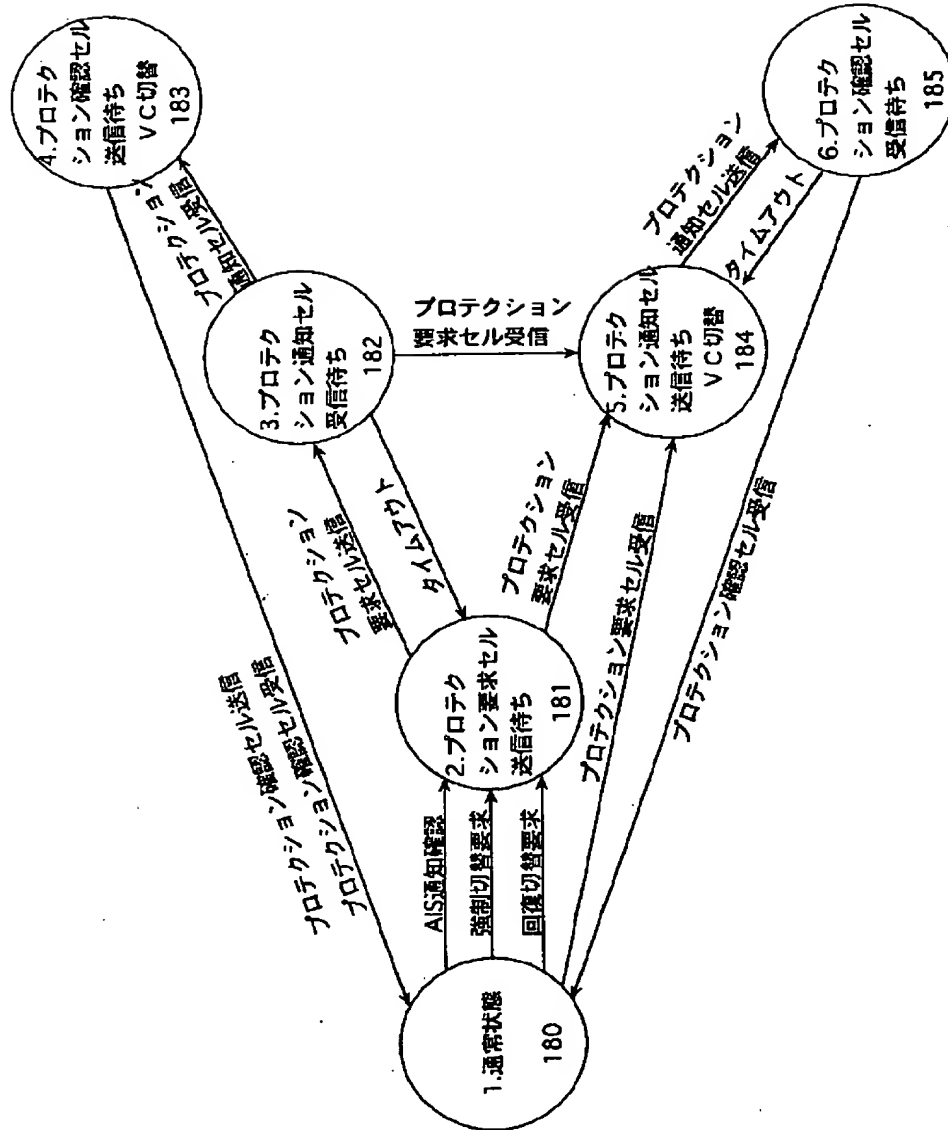 4.プロテク
ション確認セル
送信待ち
VC切替
183
プロテクション
通知セル受信
3.プロテク
ション通知セル
受信待ち
182
プロテクション
要求セル受信
プロテクション
通知セル送信
タイムアウト
6.プロテク
ション確認セル
受信待ち
185
5.プロテク
ション通知セル
送信待ち
VC切替
184
プロテクション
要求セル送信
タイムアウト
プロテクション
要求セル受信
2.プロテク
ション要求セル
送信待ち
181
プロテクション確認セル送信
プロテクション確認セル受信
AIS通知確認
強制切替要求
回復切替要求
プロテクション要求セル受信
プロテクション確認セル受信
1.通常状態
180